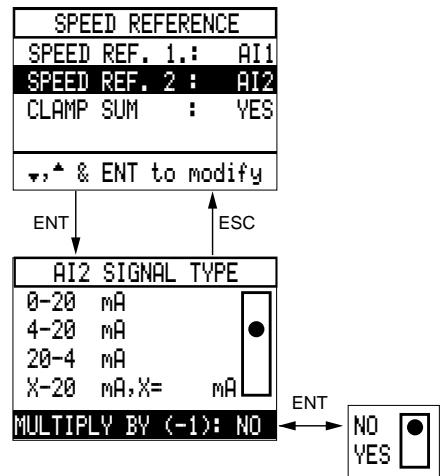 SPEED REFERENCE
SPEED REF. 1.: AI1
SPEED REF. 2 : AI2
CLAMP SUM : YES
▾,▴ & ENT to modify
ENT
ESC
AI2 SIGNAL TYPE
0-20 mA
4-20 mA
20-4 mA
X-20 mA,X= mA
MULTIPLY BY (-1): NO
ENT
NO
YES